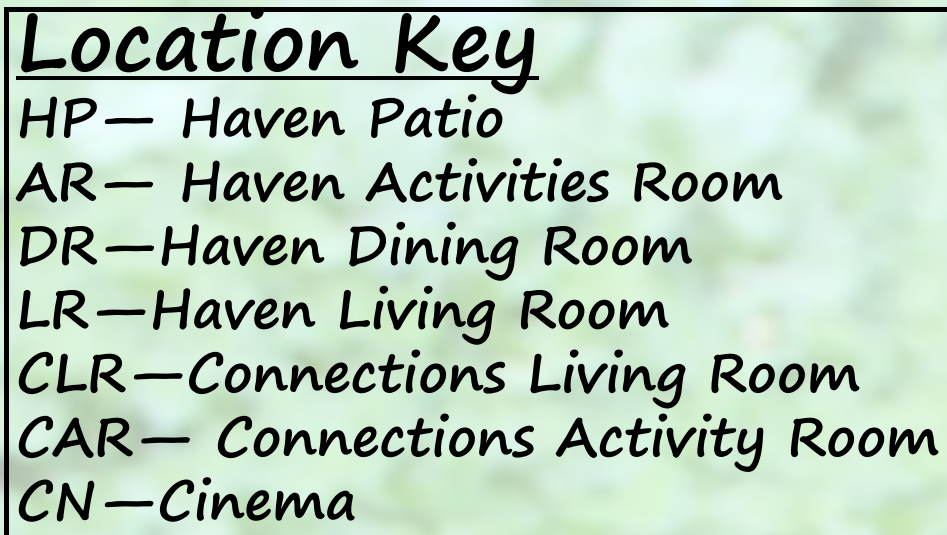 Location Key
HP— Haven Patio
AR— Haven Activities Room
DR—Haven Dining Room
LR—Haven Living Room
CLR—Connections Living Room
CAR— Connections Activity Room
CN—Cinema